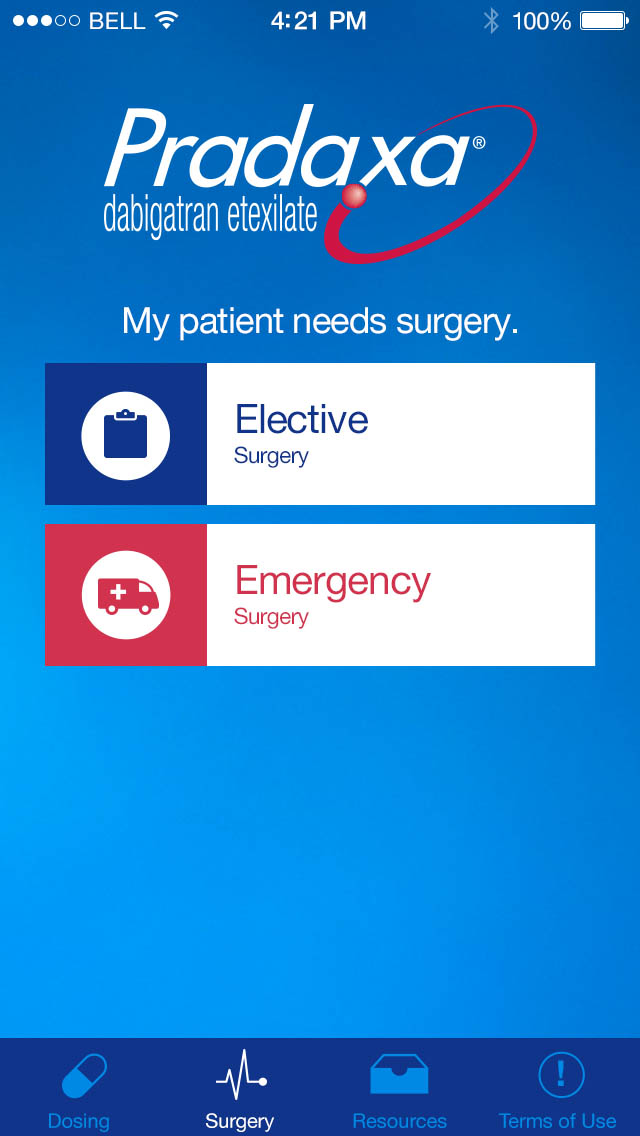 BELL 4:21 PM 100%
Pradaxa®
dabigatran etexilate
My patient needs surgery.
Elective
Surgery
Emergency
Surgery
Dosing Surgery Resources Terms of Use